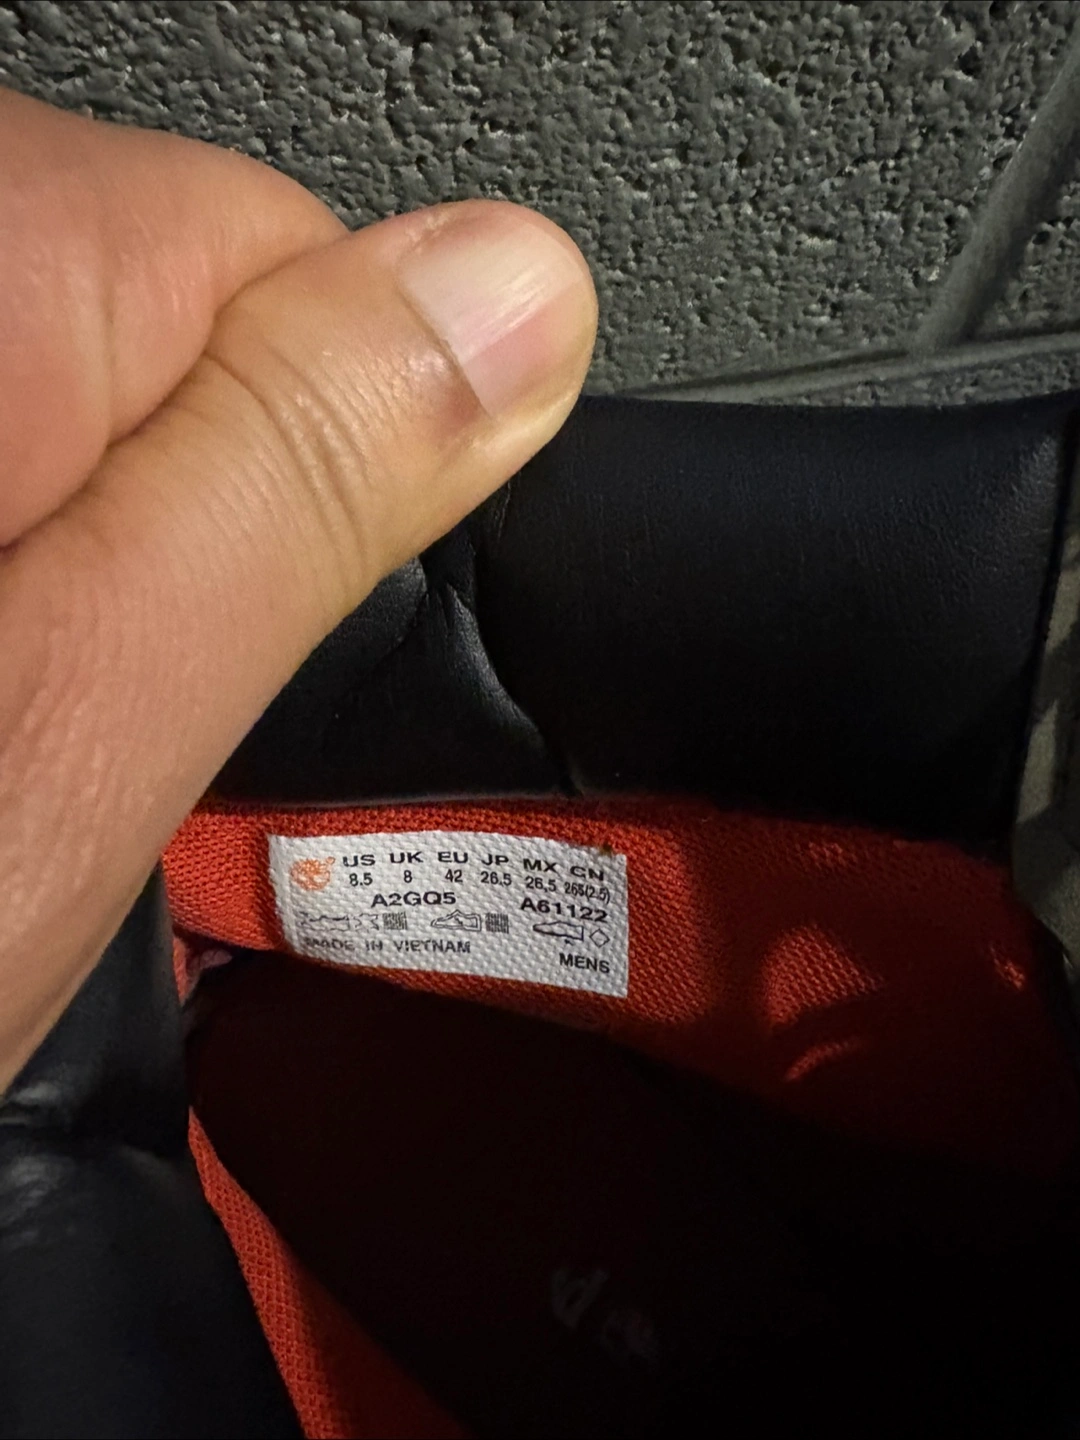 US UK EU JP MX CN
8.5 8 42 26.5 26.5 265(2.5)
A2GQ5 A61122
MADE IN VIETNAM
MENS